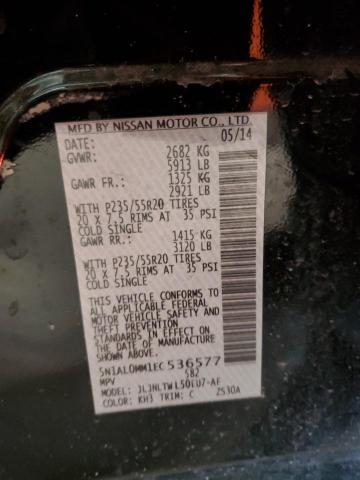 MFD BY NISSAN MOTOR CO., LTD.
DATE: 05/14
GVWR: 2682 KG
5913 LB
GAWR FR.: 1325 KG
2921 LB
WITH P235/55R20 TIRES
20 x 7.5 RIMS AT 35 PSI
COLD SINGLE
GAWR RR.: 1415 KG
3120 LB
WITH P235/55R20 TIRES
20 x 7.5 RIMS AT 35 PSI
COLD SINGLE
THIS VEHICLE CONFORMS TO
ALL APPLICABLE FEDERAL
MOTOR VEHICLE SAFETY AND
THEFT PREVENTION
STANDARDS IN EFFECT ON
THE DATE OF MANUFACTURE
SHOWN ABOVE.
5N1AL0MM1EC536577
MPV 582
MODEL: JLJNLTWL50EU7-AF
COLOR: KH3 TRIM: C ZS30A